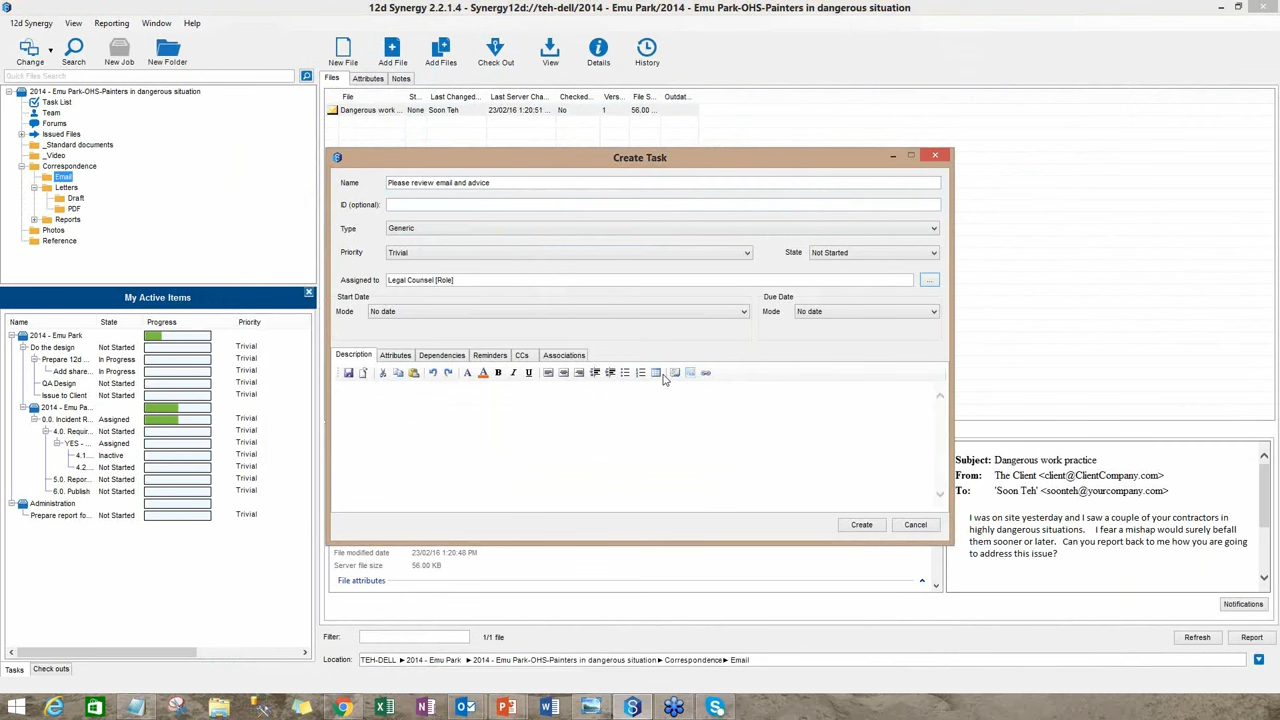 12d Synergy 2.2.1.4 - Synergy12d://teh-dell/2014 - Emu Park/2014 - Emu Park-OHS-Painters in dangerous situation
12d Synergy View Reporting Window Help
Change Search New Job New Folder
New File Add File Add Files Check Out View Details History
Quick Files Search
Files Attributes Notes
2014 - Emu Park-OHS-Painters in dangerous situation
Task List
Team
Forums
Issued Files
_Standard documents
_Video
Correspondence
Email
Letters
Draft
PDF
Reports
Photos
Reference
File St... Last Changed... Last Server Cha... Checked... Vers... File S... Outdat...
Dangerous work ... None Soon Teh 23/02/16 1:20:51 ... No 1 56.00 ...
Create Task
Name Please review email and advice
ID (optional):
Type Generic
Priority Trivial State Not Started
Assigned to Legal Counsel [Role] ...
Start Date Due Date
Mode No date Mode No date
Description Attributes Dependencies Reminders CCs Associations
A A B I U
Create Cancel
My Active Items
Name State Progress Priority
2014 - Emu Park
Do the design Not Started Trivial
Prepare 12d ... In Progress Trivial
Add share... In Progress Trivial
QA Design Not Started Trivial
Issue to Client Not Started Trivial
2014 - Emu Pa...
0.0. Incident R... Assigned Trivial
4.0. Requir... Not Started Trivial
YES - ... Assigned Trivial
4.1.... Inactive Trivial
4.2.... Not Started Trivial
5.0. Repor... Not Started Trivial
6.0. Publish Not Started Trivial
Administration
Prepare report fo... Not Started Trivial
Tasks Check outs
Subject: Dangerous work practice
From: The Client <client@ClientCompany.com>
To: 'Soon Teh' <soonteh@yourcompany.com>
I was on site yesterday and I saw a couple of your contractors in
highly dangerous situations. I fear a mishap would surely befall
them sooner or later. Can you report back to me how you are going
to address this issue?
File modified date 23/02/16 1:20:48 PM
Server file size 56.00 KB
File attributes
Notifications
Filter: 1/1 file Refresh Report
Location: TEH-DELL ►2014 - Emu Park ►2014 - Emu Park-OHS-Painters in dangerous situation►Correspondence►Email